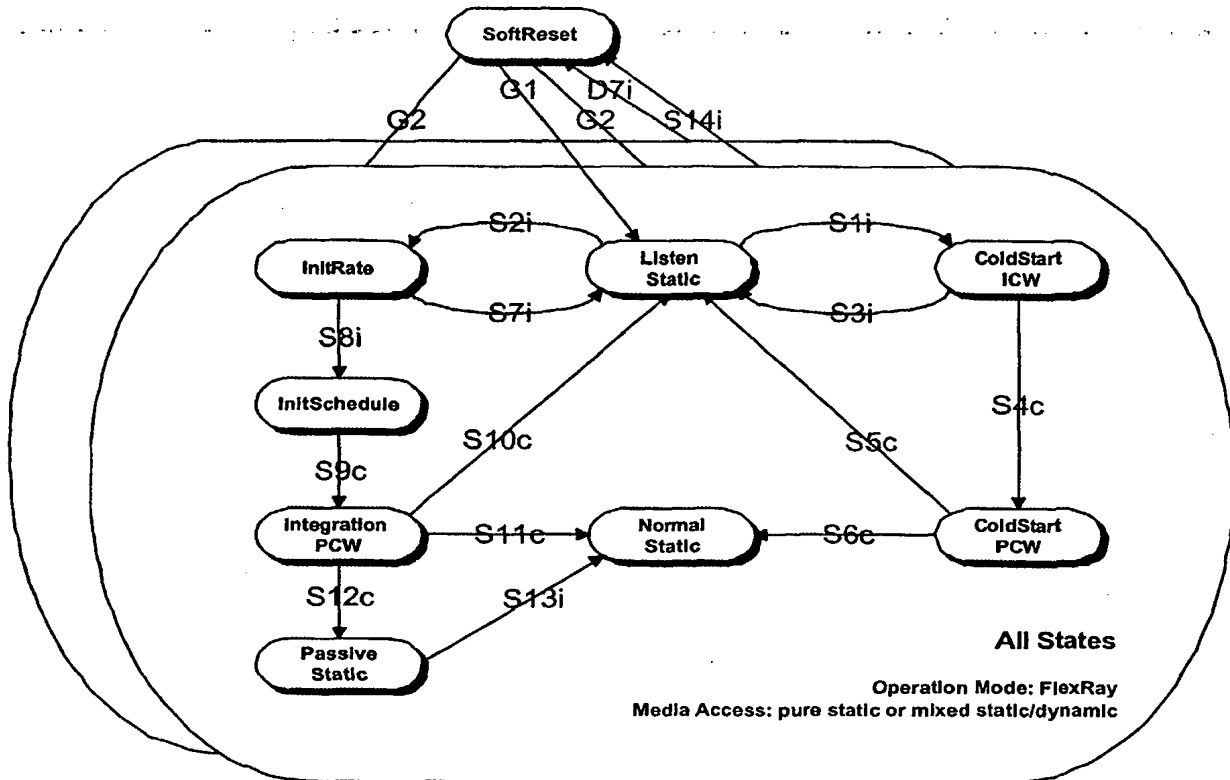 SoftReset
G2
G1
G2
D7i
S14i
S2i
S1i
InitRate
Listen
Static
ColdStart
ICW
S7i
S3i
S8i
InitSchedule
S4c
S10c
S5c
S9c
Integration
PCW
S11c
Normal
Static
S6c
ColdStart
PCW
S12c
S13i
Passive
Static
All States
Operation Mode: FlexRay
Media Access: pure static or mixed static/dynamic